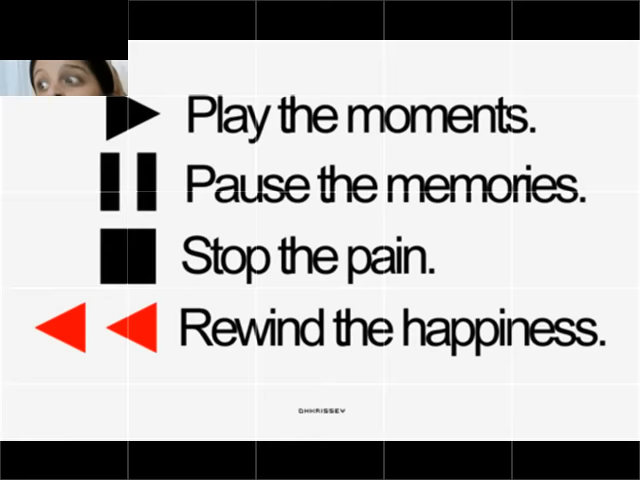 Play the moments.
Pause the memories.
Stop the pain.
Rewind the happiness.